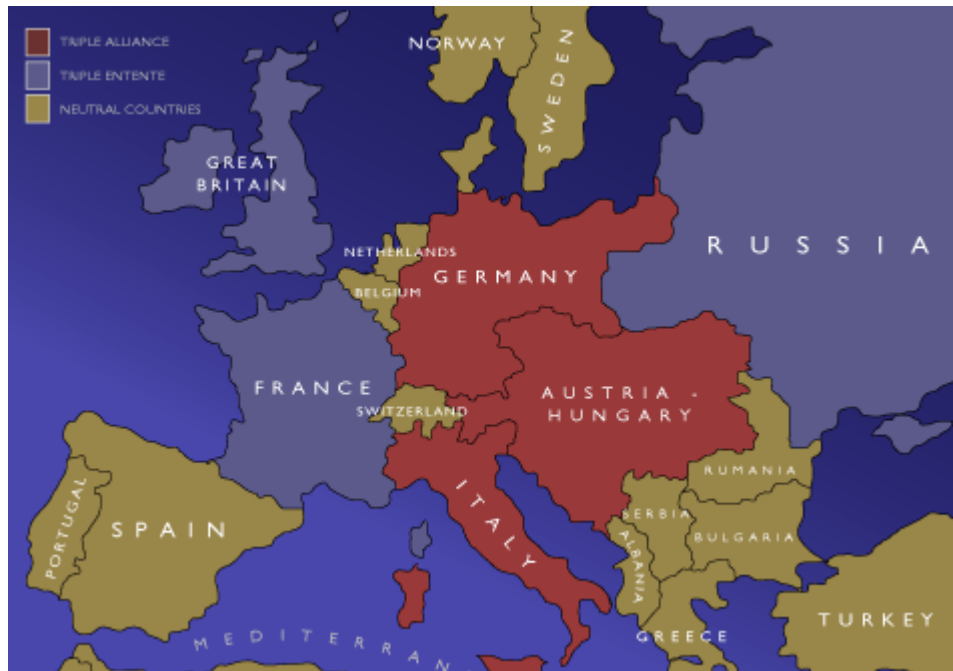 TRIPLE ALLIANCE
TRIPLE ENTENTE
NEUTRAL COUNTRIES
NORWAY
SWEDEN
GREAT
BRITAIN
RUSSIA
NETHERLANDS
GERMANY
BELGIUM
FRANCE
SWITZERLAND
AUSTRIA -
HUNGARY
RUMANIA
ITALY
PORTUGAL
SPAIN
SERBIA
BULGARIA
ALBANIA
TURKEY
GREECE
MEDITERRAN